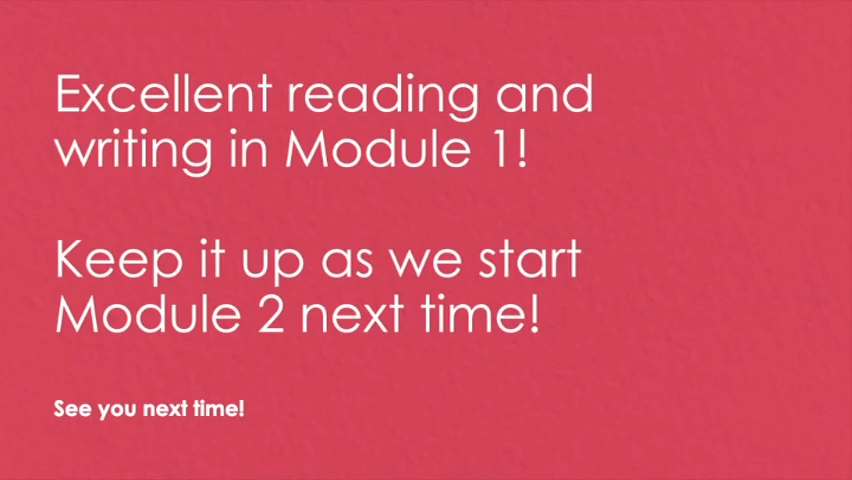 Excellent reading and
writing in Module 1!
Keep it up as we start
Module 2 next time!
See you next time!